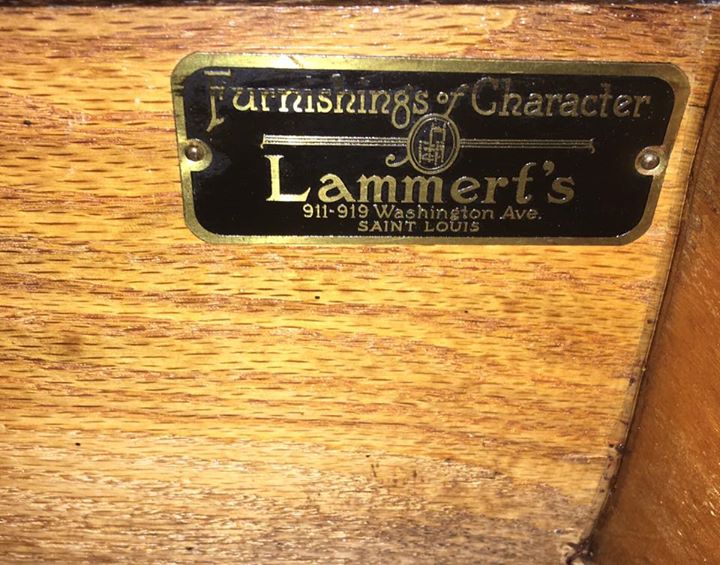 Furnishings of Character
Lammert's
911-919 Washington Ave.
SAINT LOUIS